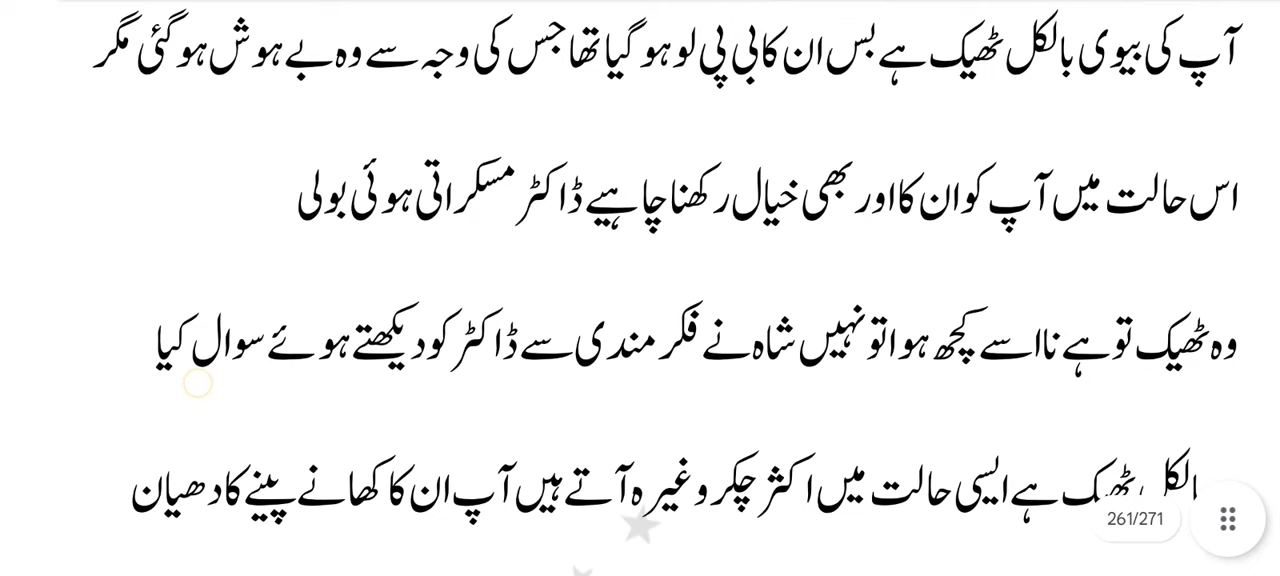 آپ کی بیوی بالکل ٹھیک ہے بس ان کا بی پی لو ہو گیا تھا جس کی وجہ سے وہ بے ہوش ہو گئی مگر
اس حالت میں آپ کو ان کا اور بھی خیال رکھنا چاہیے ڈاکٹر مسکراتی ہوئی بولی
وہ ٹھیک تو ہے نا اسے کچھ ہوا تو نہیں شاہ نے فکر مندی سے ڈاکٹر کو دیکھتے ہوئے سوال کیا
ٹھیک ہے ایسی حالت میں اکثر چکر وغیرہ آتے ہیں آپ ان کا کھانے پینے کا دھیان
261/271